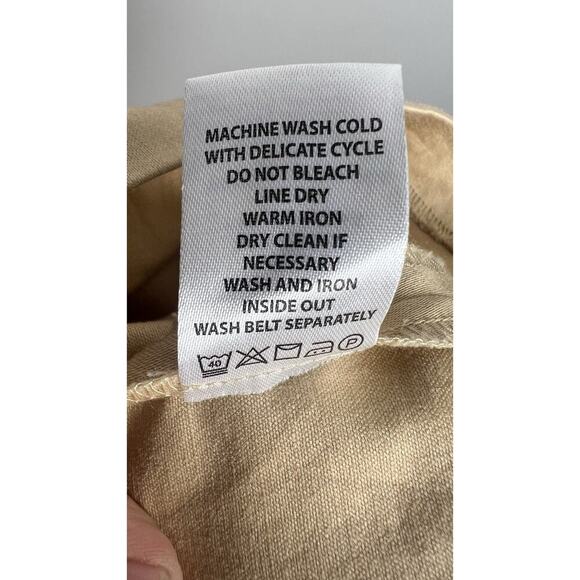 MACHINE WASH COLD
WITH DELICATE CYCLE
DO NOT BLEACH
LINE DRY
WARM IRON
DRY CLEAN IF
NECESSARY
WASH AND IRON
INSIDE OUT
WASH BELT SEPARATELY
40 P